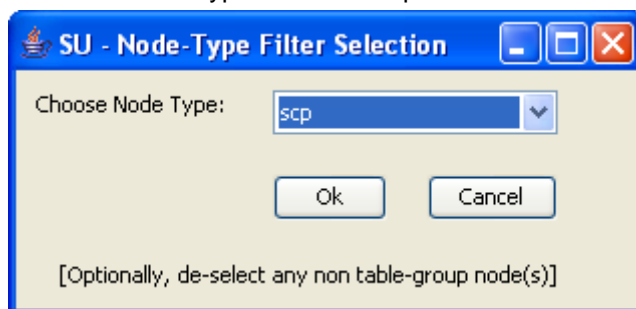 SU - Node-Type Filter Selection
Choose Node Type: scp
Ok Cancel
[Optionally, de-select any non table-group node(s)]